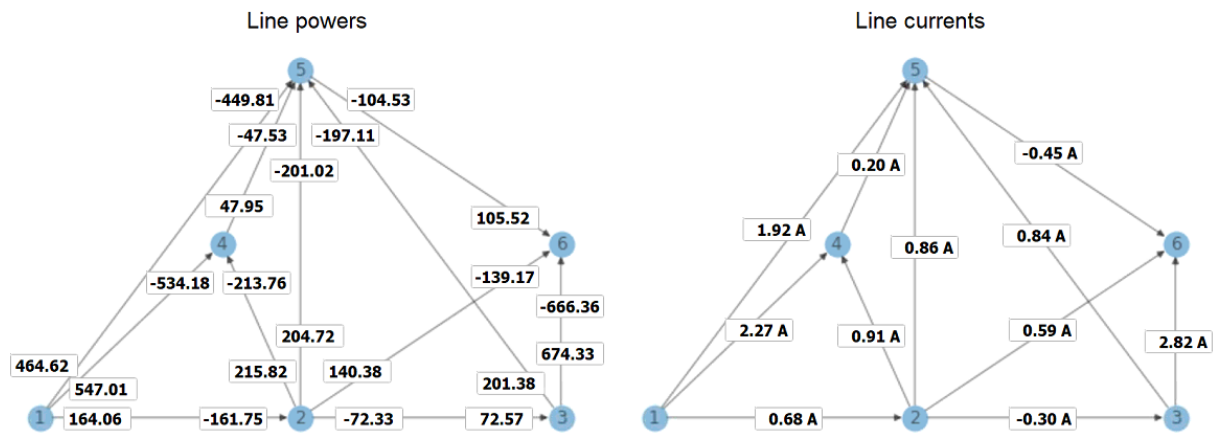 Line powers
Line currents
5
5
-449.81
-104.53
-47.53
-197.11
-0.45 A
-201.02
0.20 A
47.95
105.52
1.92 A
0.84 A
4
6
0.86 A
4
6
-534.18
-213.76
-139.17
-666.36
2.27 A
0.91 A
0.59 A
204.72
2.82 A
674.33
464.62
215.82
140.38
547.01
201.38
1
164.06
-161.75
2
-72.33
72.57
3
1
0.68 A
2
-0.30 A
3